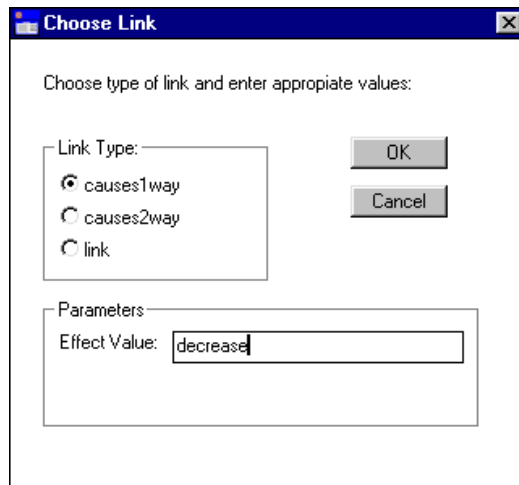 Choose Link
Choose type of link and enter appropiate values:
Link Type:
causes1way
causes2way
link
OK
Cancel
Parameters
Effect Value: decrease